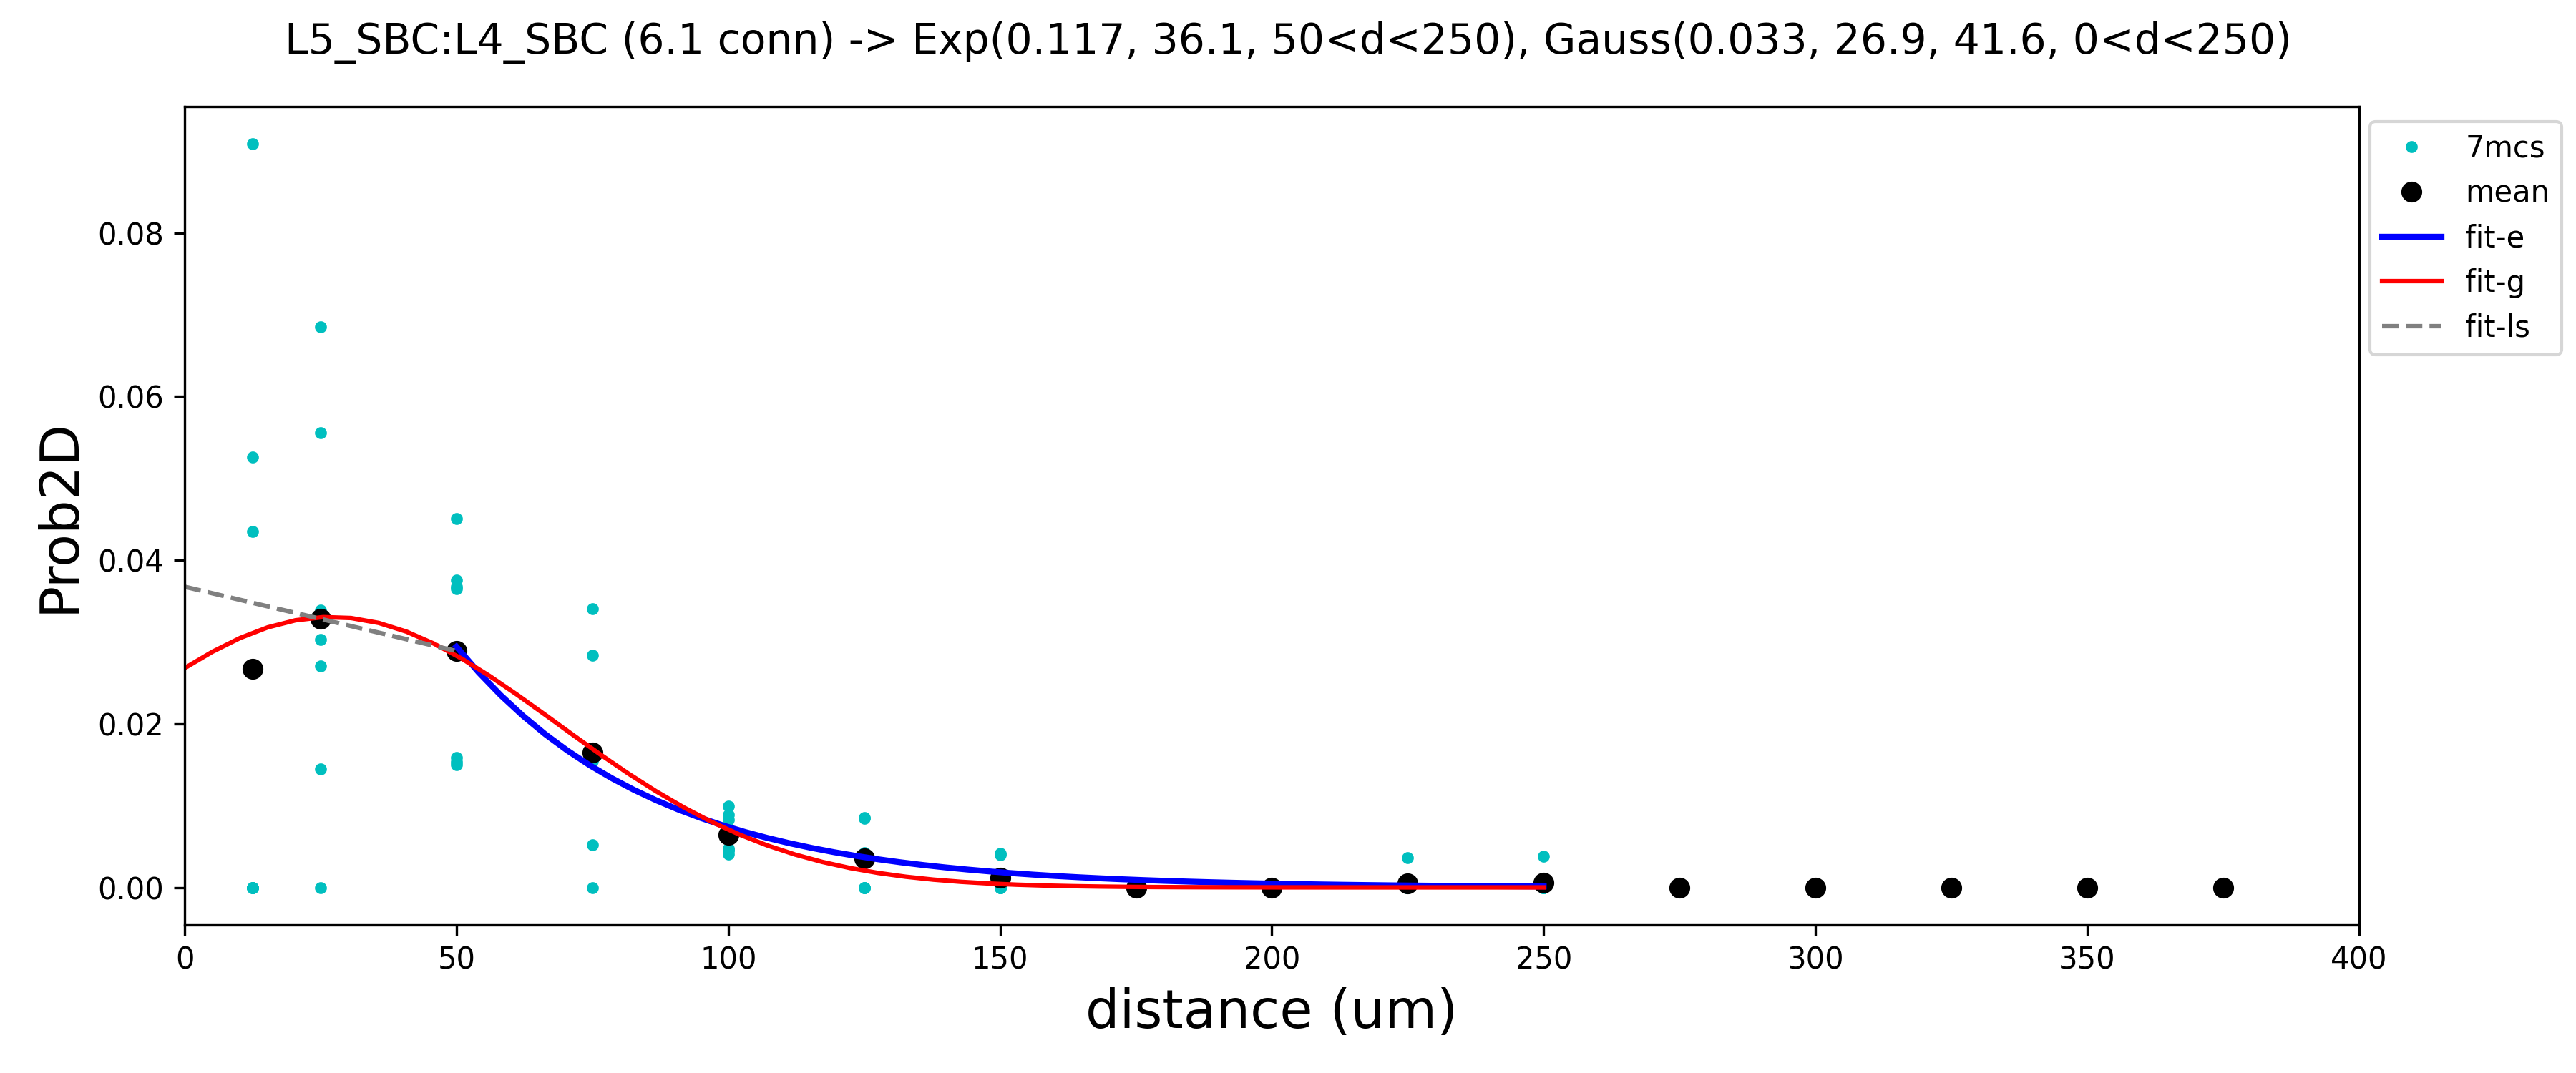 L5_SBC:L4_SBC (6.1 conn) -> Exp(0.117, 36.1, 50<d<250), Gauss(0.033, 26.9, 41.6, 0<d<250)
7mcs
mean
fit-e
fit-g
fit-ls
Prob2D
0.08
0.06
0.04
0.02
0.00
0 50 100 150 200 250 300 350 400
distance (um)